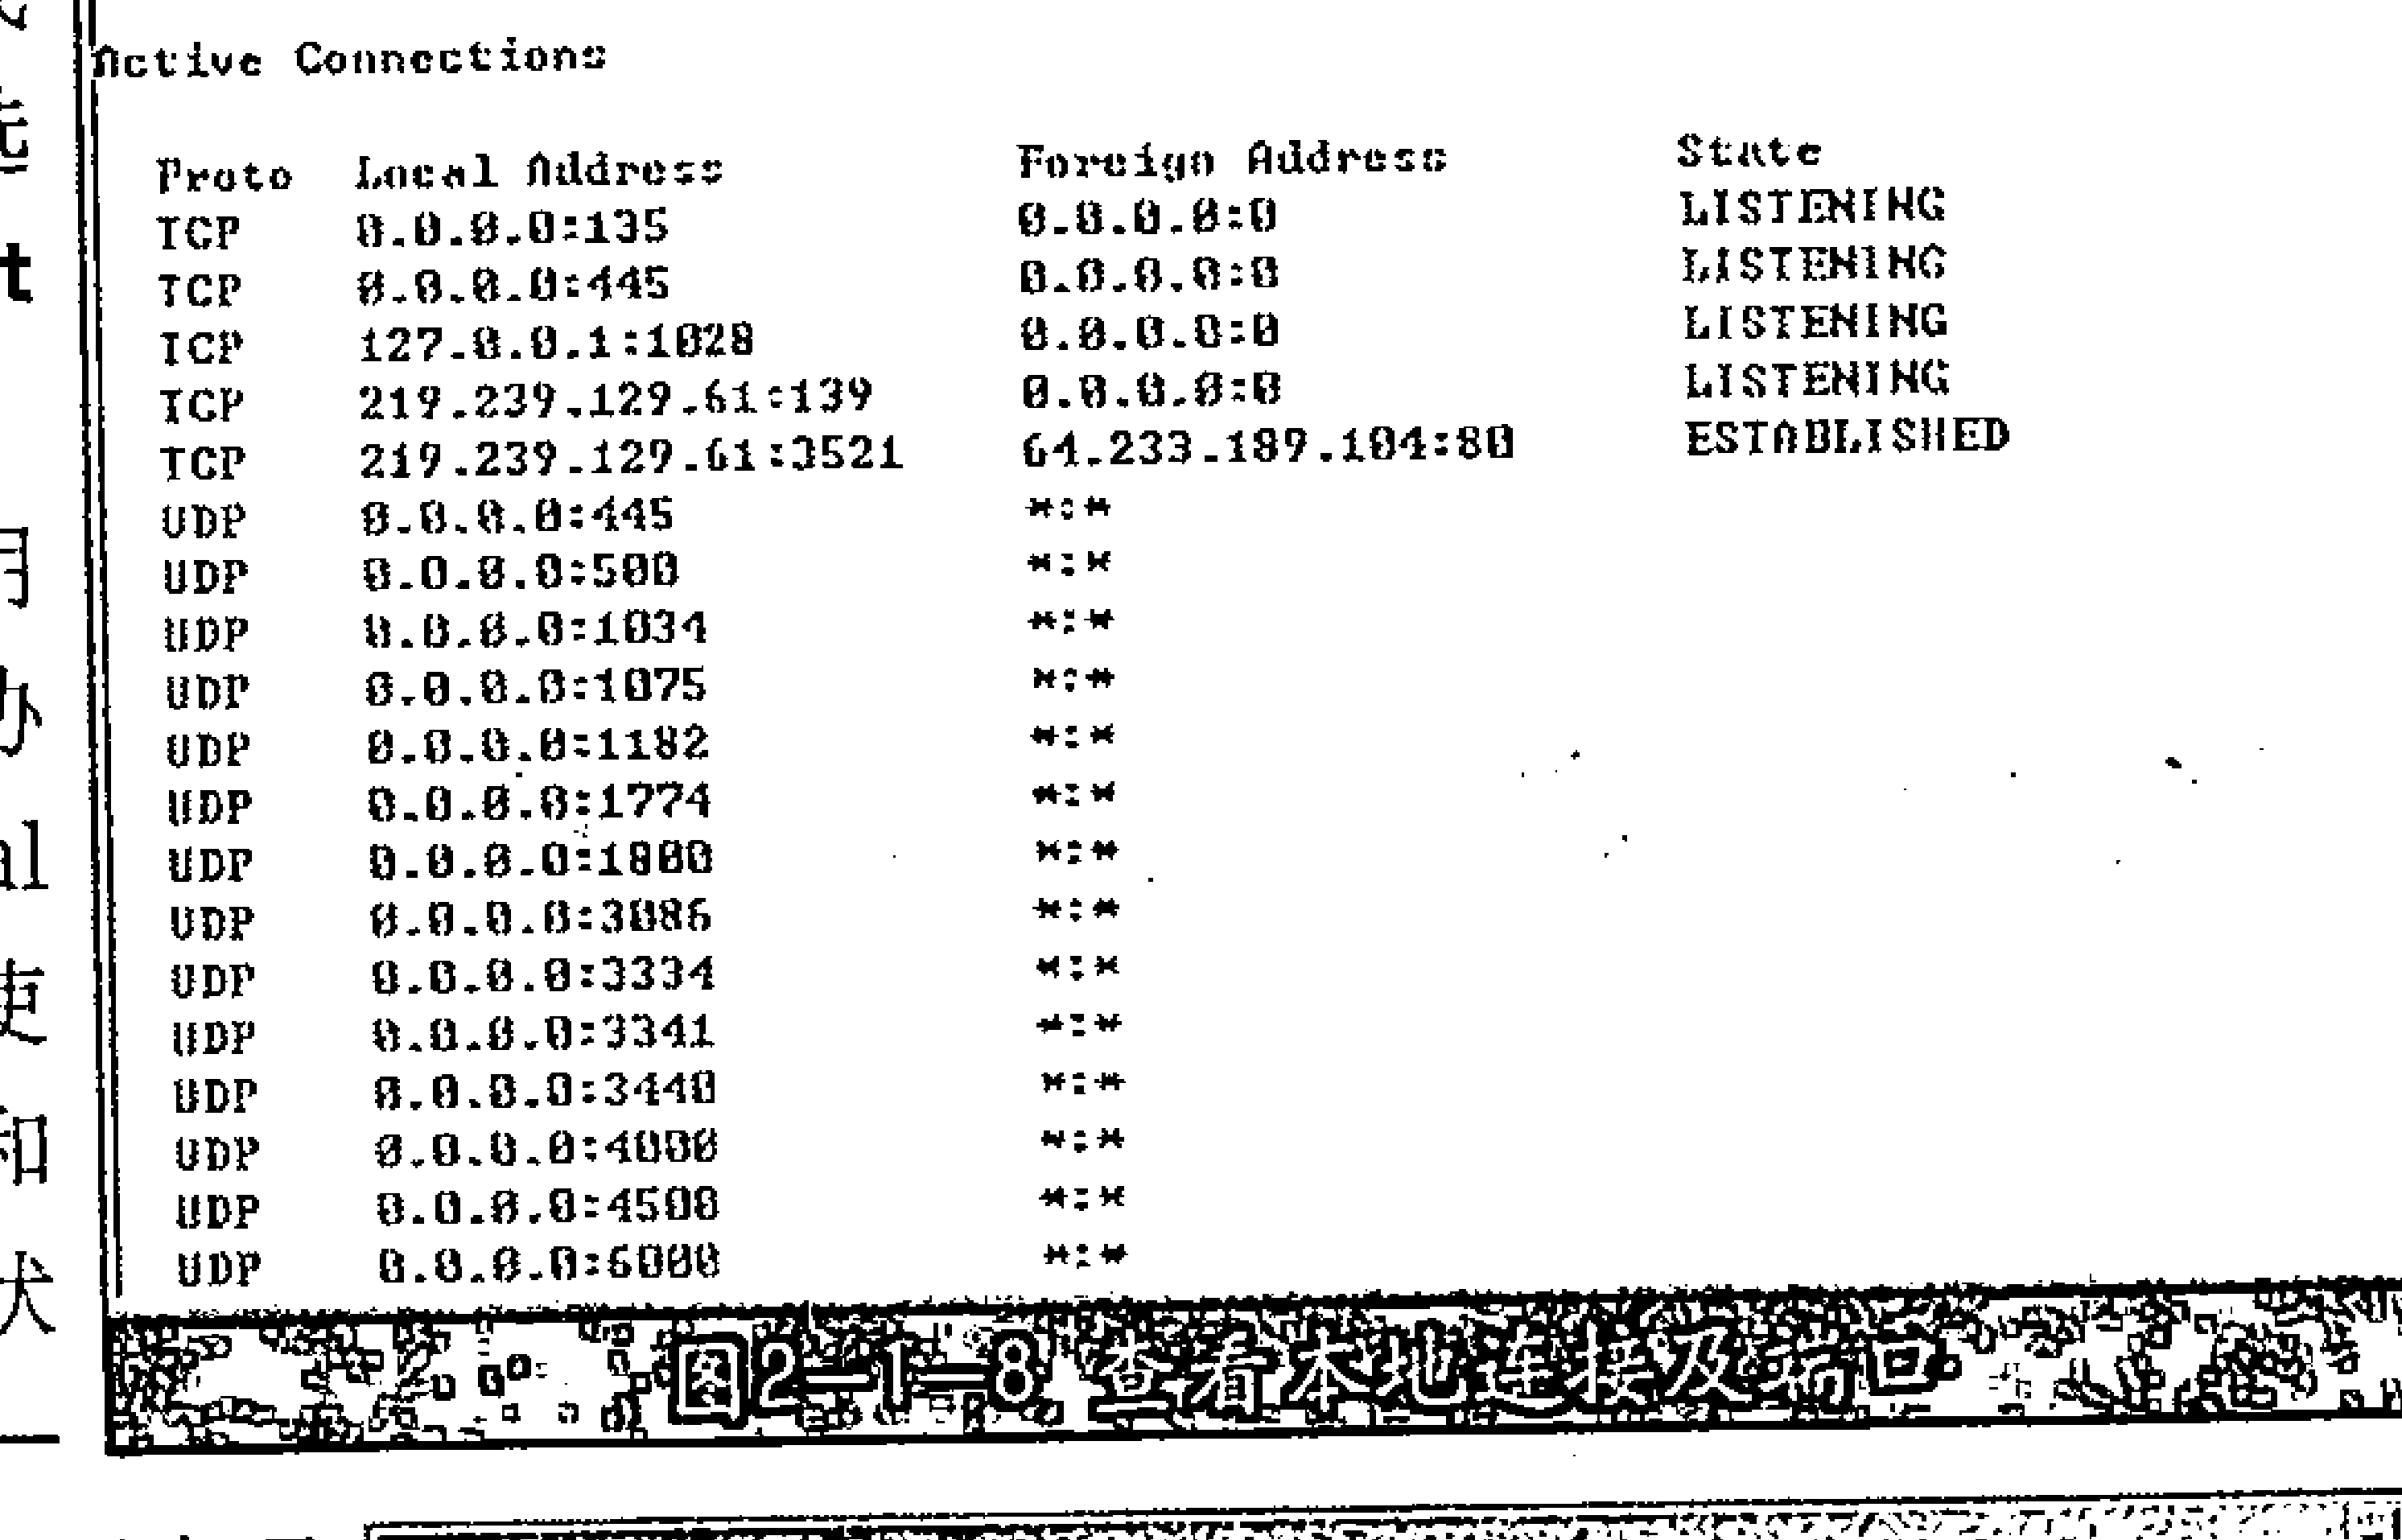 Active Connections
Proto Local Address Foreign Address State
TCP 0.0.0.0:135 0.0.0.0:0 LISTENING
TCP 0.0.0.0:445 0.0.0.0:0 LISTENING
TCP 127.0.0.1:1028 0.0.0.0:0 LISTENING
TCP 219.239.129.61:139 0.0.0.0:0 LISTENING
TCP 219.239.129.61:3521 64.233.189.104:80 ESTABLISHED
UDP 0.0.0.0:445 *:*
UDP 0.0.0.0:500 *:*
UDP 0.0.0.0:1034 *:*
UDP 0.0.0.0:1075 *:*
UDP 0.0.0.0:1182 *:*
UDP 0.0.0.0:1774 *:*
UDP 0.0.0.0:1800 *:*
UDP 0.0.0.0:3086 *:*
UDP 0.0.0.0:3334 *:*
UDP 0.0.0.0:3341 *:*
UDP 0.0.0.0:3440 *:*
UDP 0.0.0.0:4000 *:*
UDP 0.0.0.0:4500 *:*
UDP 0.0.0.0:6000 *:*
图2-1-8 查看本地连接及端口
t
al
使
和